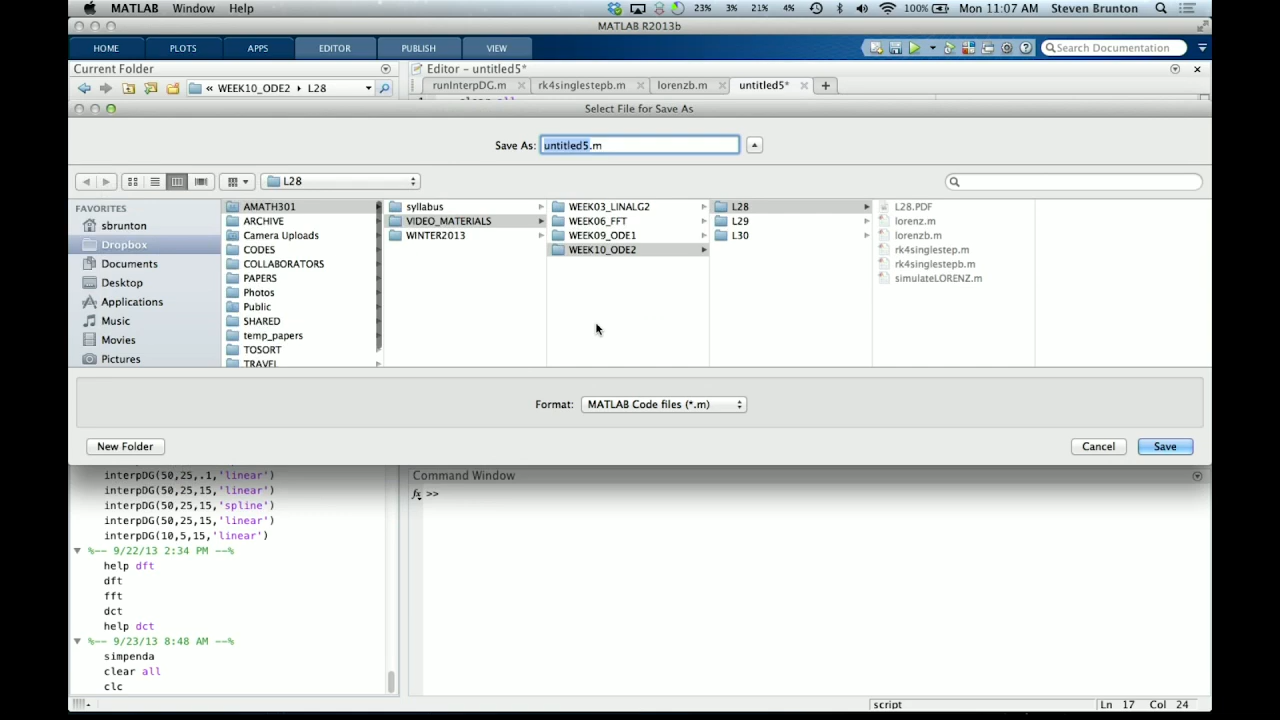 MATLAB Window Help 23% 3% 21% 4% 100% Mon 11:07 AM Steven Brunton
MATLAB R2013b
HOME PLOTS APPS EDITOR PUBLISH VIEW Search Documentation
Current Folder Editor – untitled5*
« WEEK10_ODE2 L28 runInterpDG.m rk4singlestepb.m lorenzb.m untitled5*
Select File for Save As
Save As: untitled5.m
L28
FAVORITES
sbrunton
Dropbox
Documents
Desktop
Applications
Music
Movies
Pictures
AMATH301
ARCHIVE
Camera Uploads
CODES
COLLABORATORS
PAPERS
Photos
Public
SHARED
temp_papers
TOSORT
TRAVEL
syllabus
VIDEO_MATERIALS
WINTER2013
WEEK03_LINALG2
WEEK06_FFT
WEEK09_ODE1
WEEK10_ODE2
L28
L29
L30
L28.PDF
lorenz.m
lorenzb.m
rk4singlestep.m
rk4singlestepb.m
simulateLORENZ.m
Format: MATLAB Code files (*.m)
New Folder Cancel Save
interpDG(50,25,.1,'linear')
interpDG(50,25,15,'linear')
interpDG(50,25,15,'spline')
interpDG(50,25,15,'linear')
interpDG(10,5,15,'linear')
%-- 9/22/13 2:34 PM --%
help dft
dft
fft
dct
help dct
%-- 9/23/13 8:48 AM --%
simpenda
clear all
clc
Command Window
fx >>
script Ln 17 Col 24